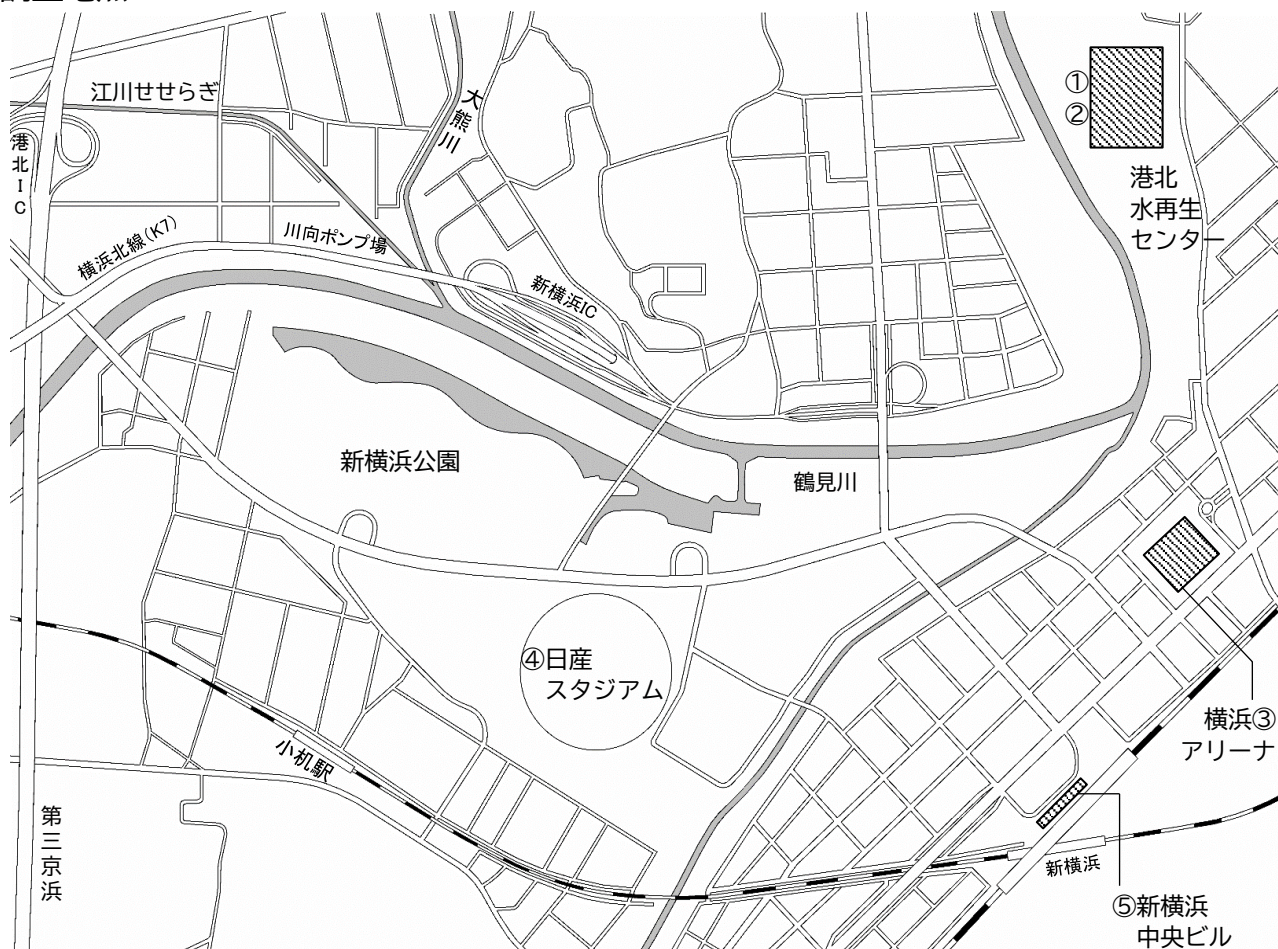 江川せせらぎ
大熊川
港北IC
横浜北線(K7)
川向ポンプ場
新横浜IC
①
②
港北
水再生
センター
新横浜公園
鶴見川
④日産
スタジアム
横浜③
アリーナ
小机駅
第三京浜
新横浜
⑤新横浜
中央ビル